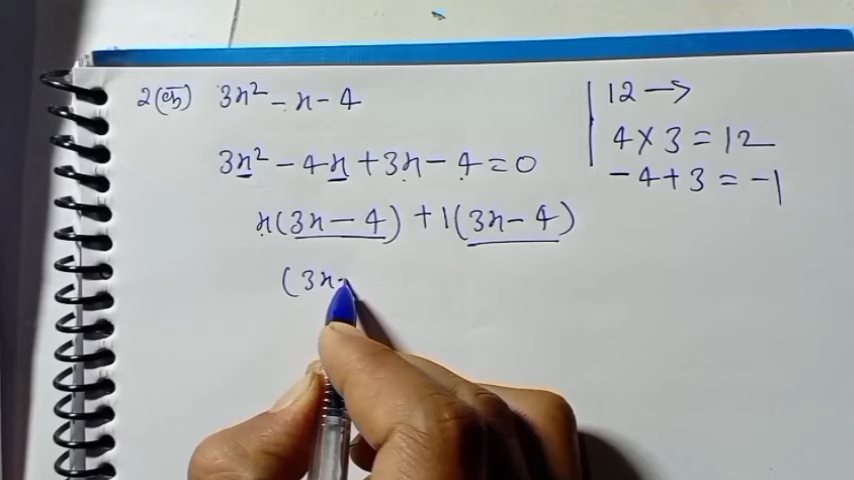 2(क) 3x² - x - 4
3x² - 4x + 3x - 4 = 0
x(3x - 4) + 1(3x - 4)
(3x -
12 →
4 × 3 = 12
-4 + 3 = -1